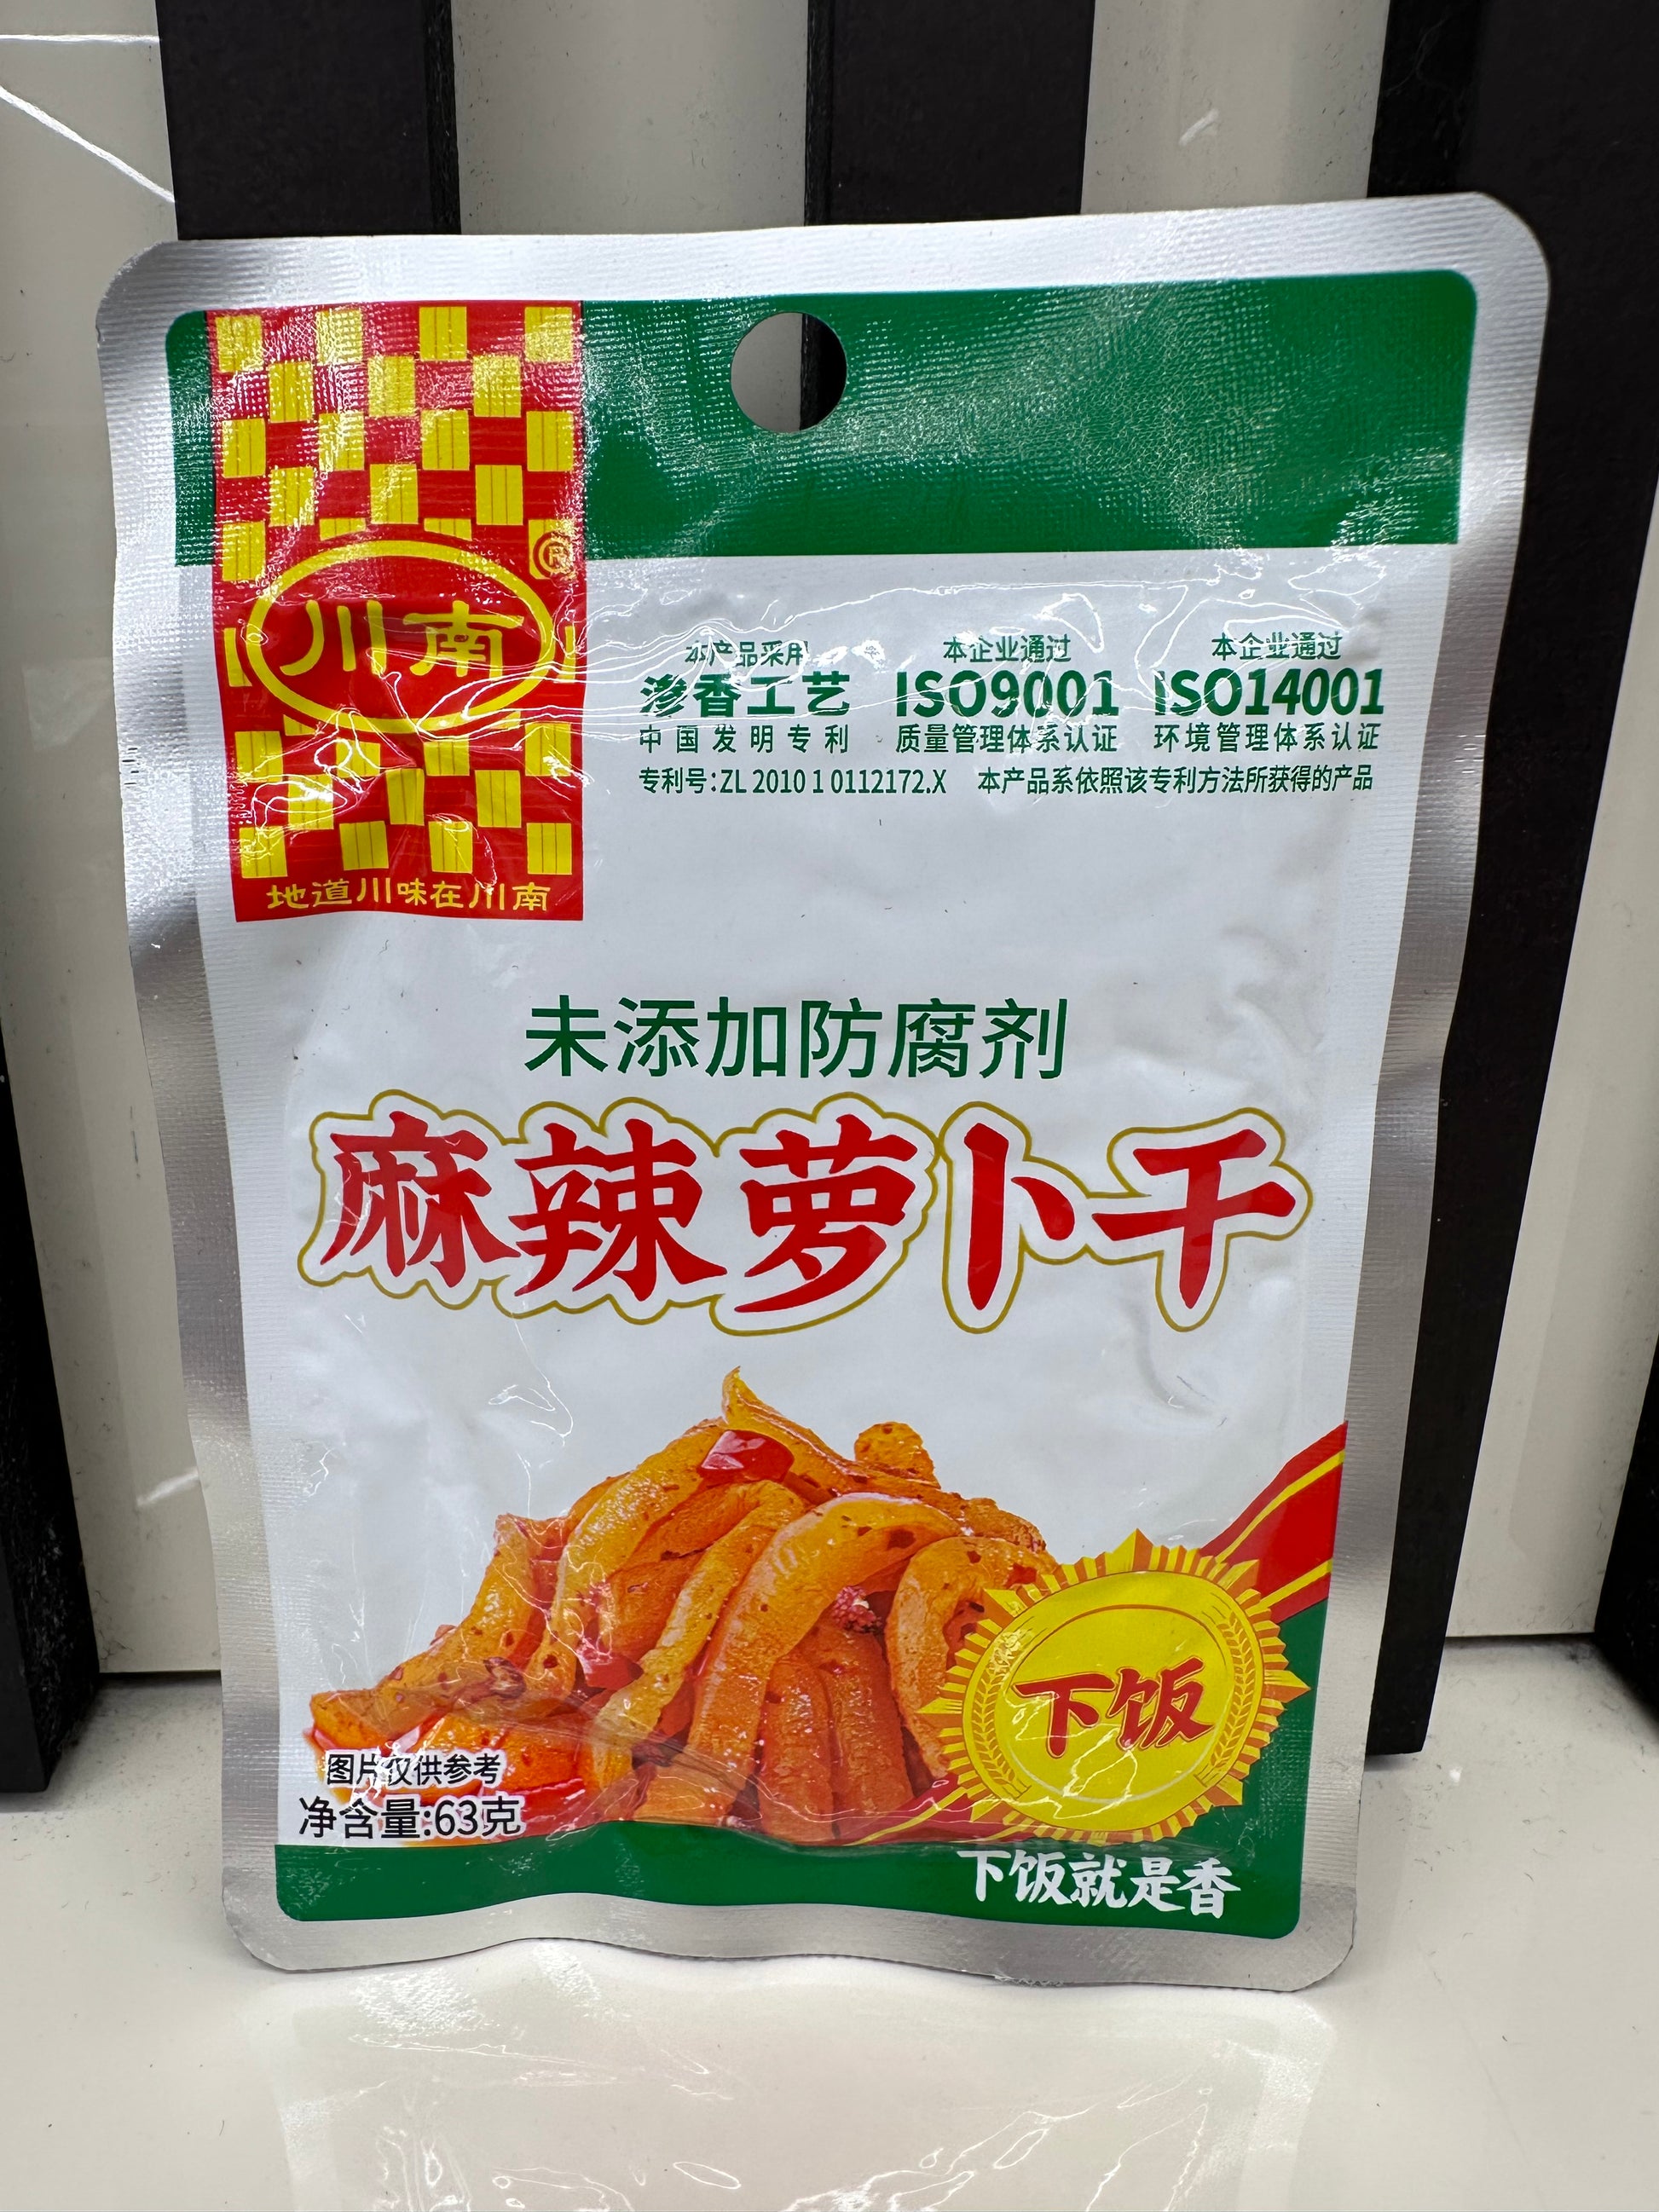 川南®
地道川味在川南
本产品采用
渗香工艺
中国发明专利
本企业通过
ISO9001
质量管理体系认证
本企业通过
ISO14001
环境管理体系认证
专利号:ZL 2010 1 0112172.X 本产品系依照该专利方法所获得的产品
未添加防腐剂
麻辣萝卜干
下饭
图片仅供参考
净含量:63克
下饭就是香